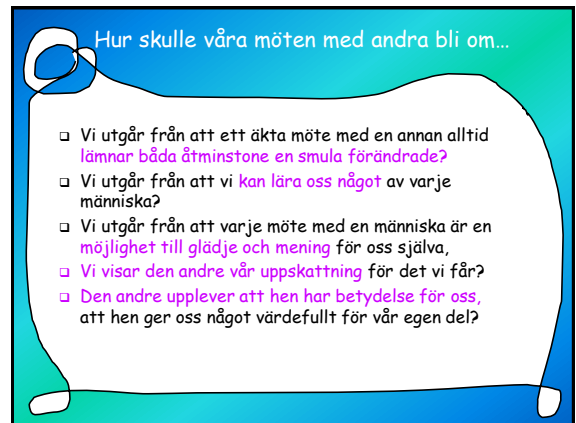 Hur skulle våra möten med andra bli om…
❑ Vi utgår från att ett äkta möte med en annan alltid
lämnar båda åtminstone en smula förändrade?
❑ Vi utgår från att vi kan lära oss något av varje
människa?
❑ Vi utgår från att varje möte med en människa är en
möjlighet till glädje och mening för oss själva,
❑ Vi visar den andre vår uppskattning för det vi får?
❑ Den andre upplever att hen har betydelse för oss,
att hen ger oss något värdefullt för vår egen del?